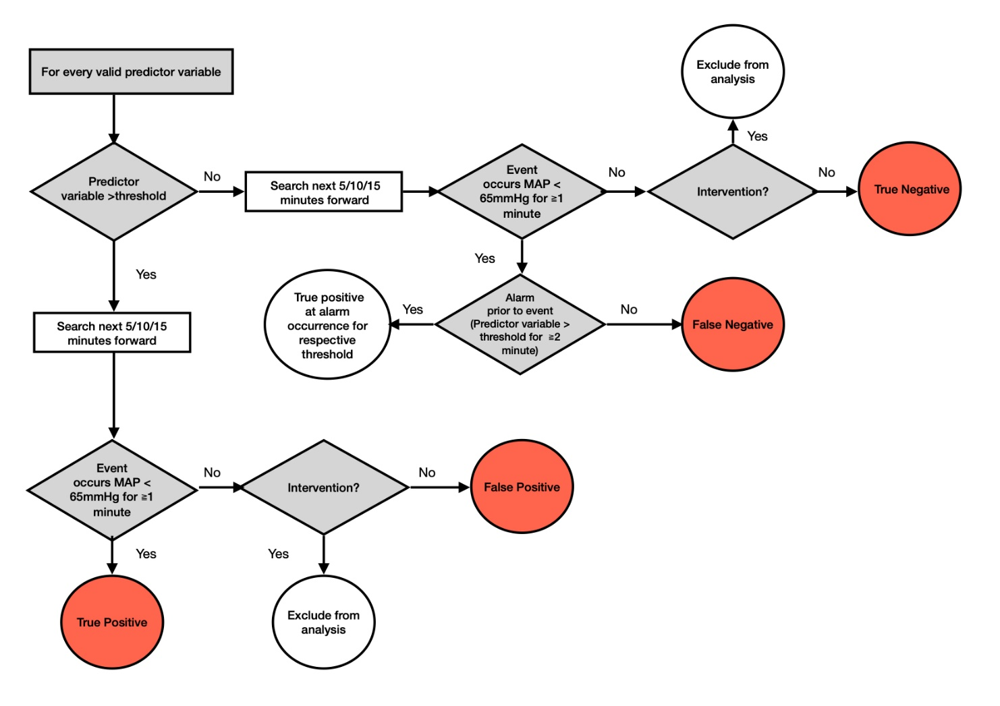 For every valid predictor variable
Predictor
variable >threshold
No
Search next 5/10/15
minutes forward
Event
occurs MAP <
65mmHg for ≧1
minute
No
Intervention?
Yes
Exclude from
analysis
No
True Negative
Yes
Alarm
prior to event
(Predictor variable >
threshold for ≧2
minute)
Yes
True positive
at alarm
occurrence for
respective
threshold
No
False Negative
Yes
Search next 5/10/15
minutes forward
Event
occurs MAP <
65mmHg for ≧1
minute
No
Intervention?
No
False Positive
Yes
True Positive
Yes
Exclude from
analysis